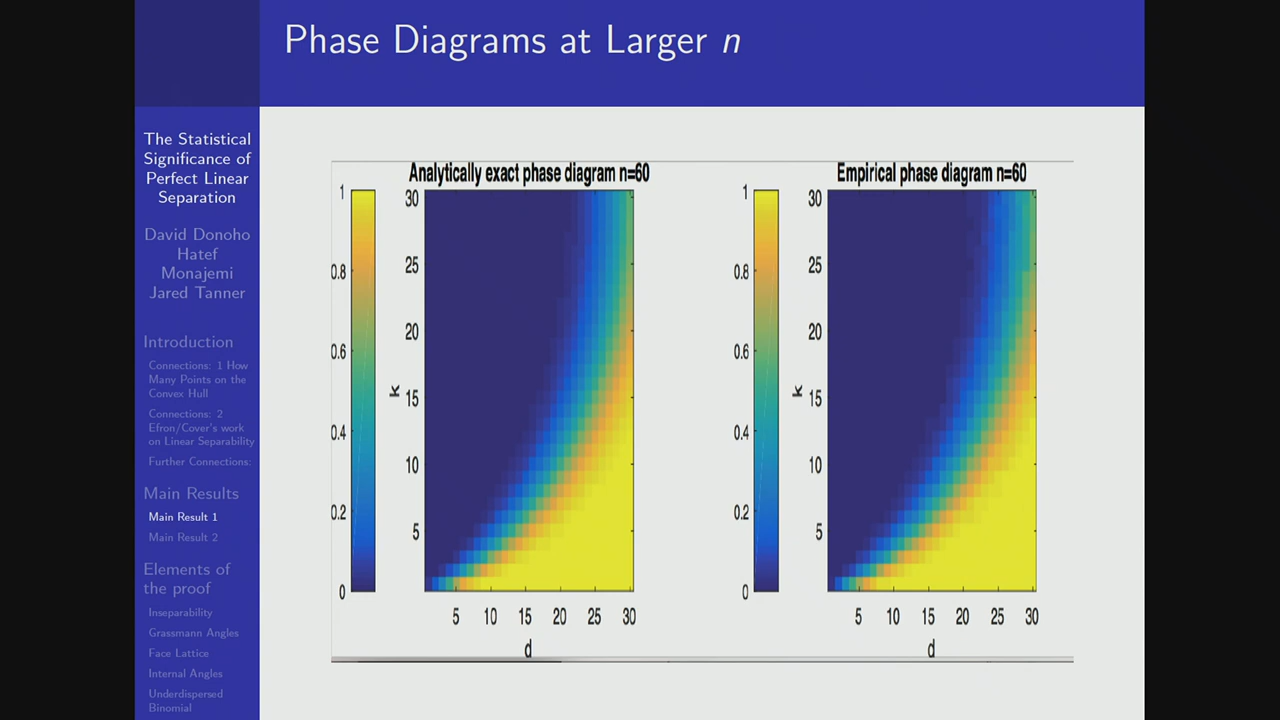 Phase Diagrams at Larger n
The Statistical
Significance of
Perfect Linear
Separation
David Donoho
Hatef
Monajemi
Jared Tanner
Introduction
Connections: 1 How
Many Points on the
Convex Hull
Connections: 2
Efron/Cover's work
on Linear Separability
Further Connections:
Main Results
Main Result 1
Main Result 2
Elements of
the proof
Inseparability
Grassmann Angles
Face Lattice
Internal Angles
Underdispersed
Binomial
Analytically exact phase diagram n=60
1
0.8
0.6
0.4
0.2
0
k
30
25
20
15
10
5
5 10 15 20 25 30
d
Empirical phase diagram n=60
1
0.8
0.6
0.4
0.2
0
k
30
25
20
15
10
5
5 10 15 20 25 30
d